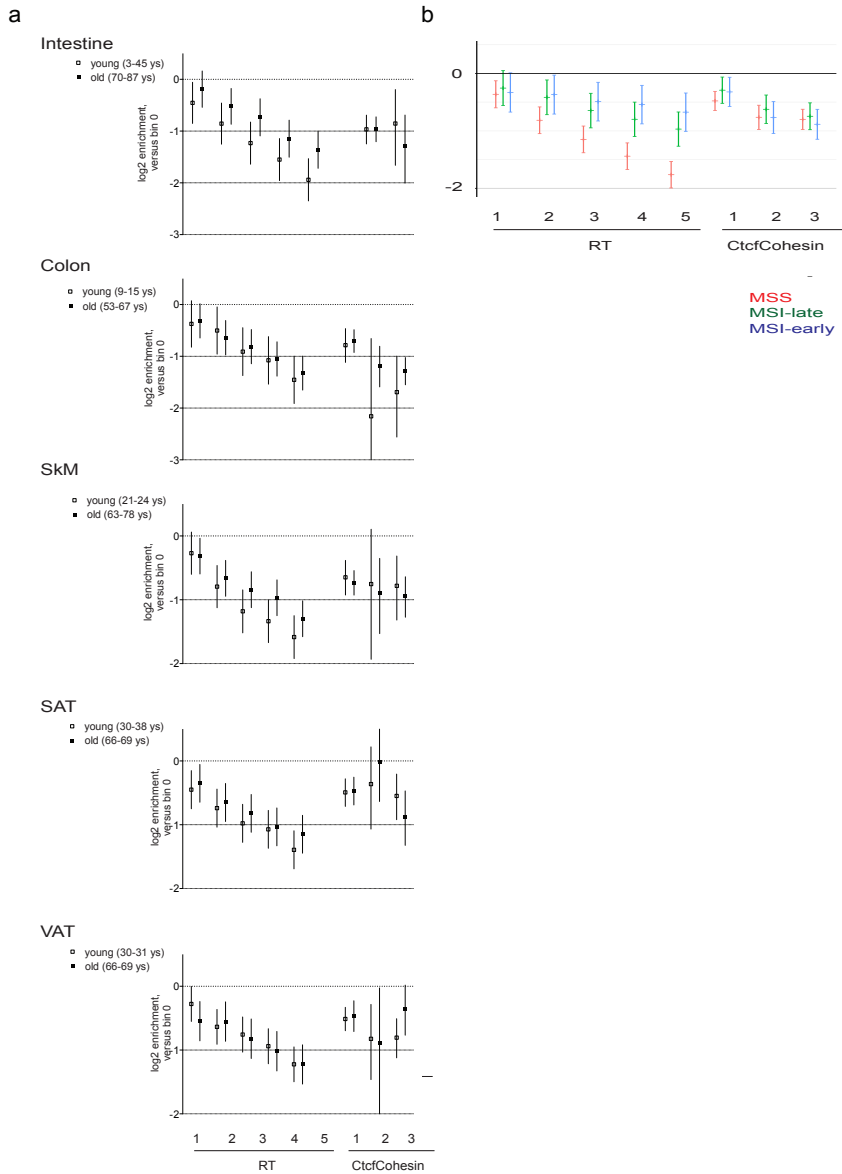 a
Intestine
young (3-45 ys)
old (70-87 ys)
log2 enrichment,
versus bin 0
0
-1
-2
-3
Colon
young (9-15 ys)
old (53-67 ys)
log2 enrichment,
versus bin 0
0
-1
-2
-3
SkM
young (21-24 ys)
old (63-78 ys)
log2 enrichment,
versus bin 0
0
-1
-2
SAT
young (30-38 ys)
old (66-69 ys)
log2 enrichment,
versus bin 0
0
-1
-2
VAT
young (30-31 ys)
old (66-69 ys)
log2 enrichment,
versus bin 0
0
-1
-2
1 2 3 4 5 1 2 3
RT CtcfCohesin
b
0
-2
1 2 3 4 5 1 2 3
RT CtcfCohesin
MSS
MSI-late
MSI-early